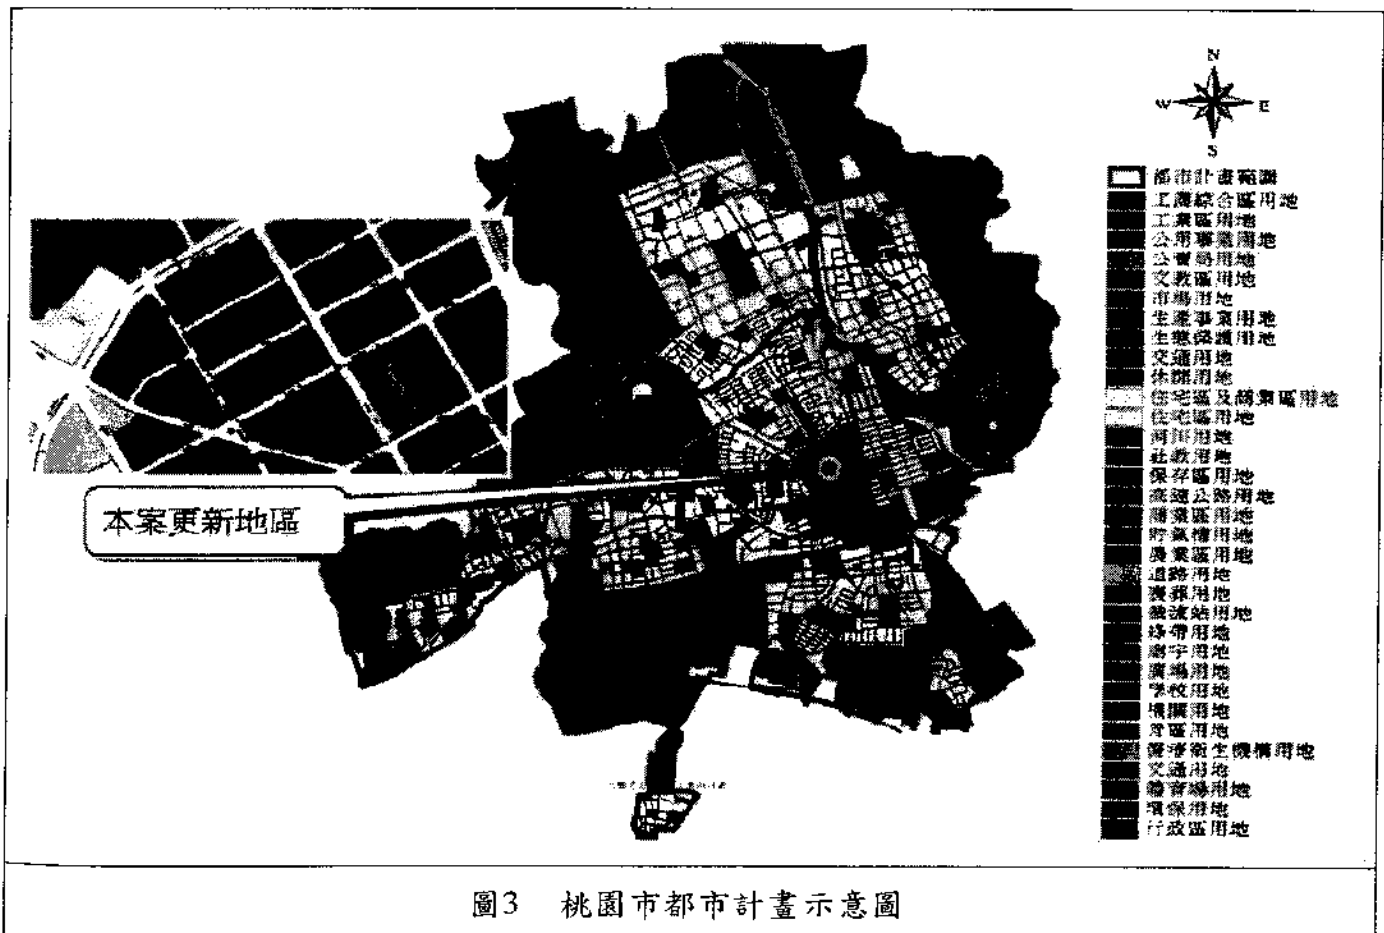 N
W
E
S
都市計畫範圍
工商綜合區用地
工業區用地
公用事業用地
公賣局用地
文教區用地
市場用地
生產事業用地
生態保護用地
交通用地
休閒用地
住宅區及商業區用地
住宅區用地
河川用地
社教用地
保存區用地
高速公路用地
商業區用地
貯氣槽用地
農業區用地
道路用地
殯葬用地
綠帶用地
廟宇用地
廣場用地
學校用地
機關用地
用地
醫療衛生機構用地
交通用地
體育場用地
環保用地
行政區用地
本案更新地區
圖3 桃園市都市計畫示意圖